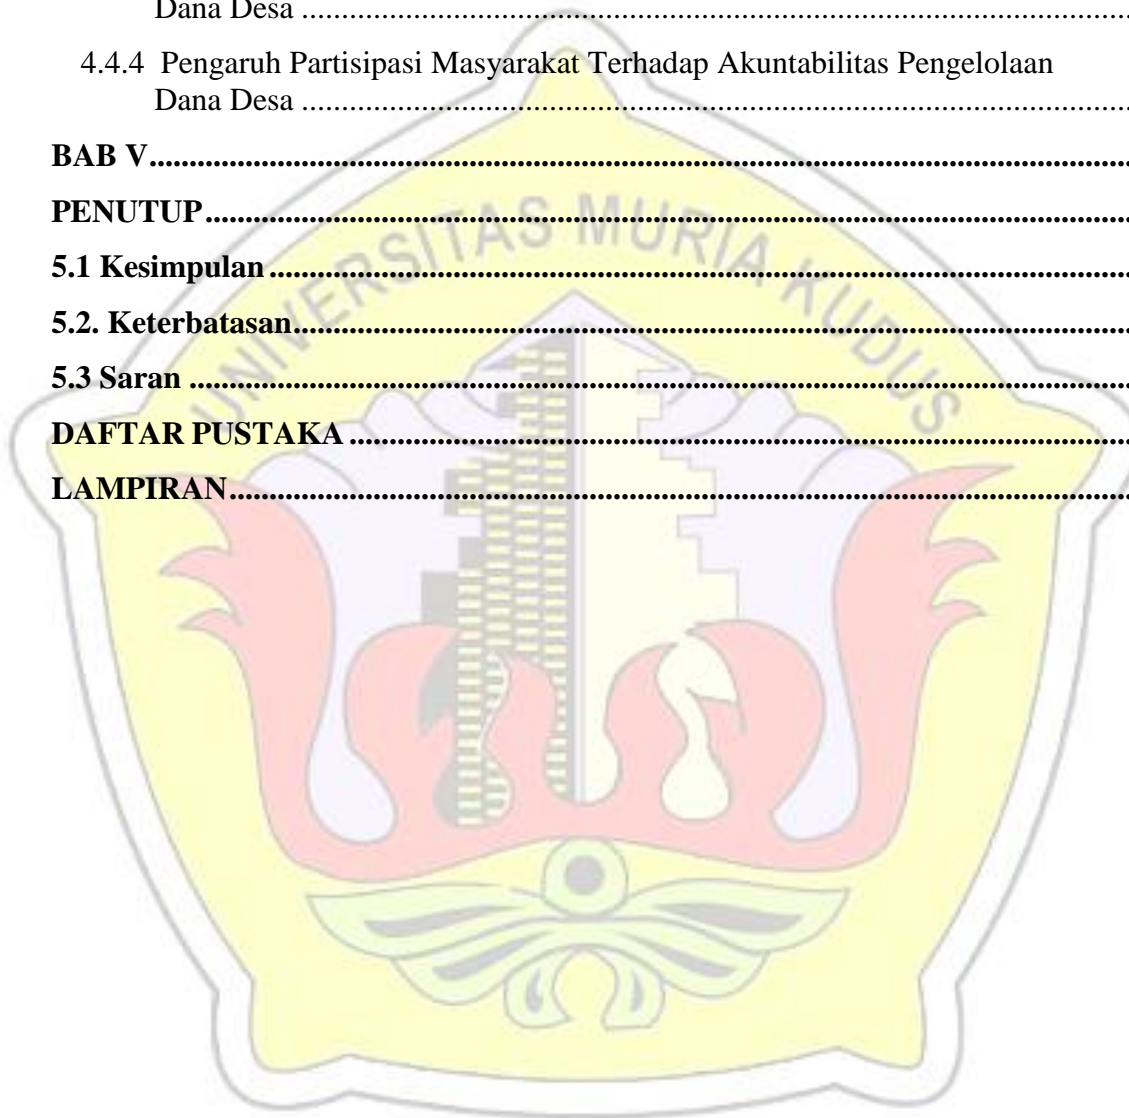 Dana Desa ........................................................................................................
4.4.4 Pengaruh Partisipasi Masyarakat Terhadap Akuntabilitas Pengelolaan
Dana Desa ........................................................................................................
BAB V............................................................................................................................
PENUTUP.....................................................................................................................
5.1 Kesimpulan.............................................................................................................
5.2. Keterbatasan..........................................................................................................
5.3 Saran .......................................................................................................................
DAFTAR PUSTAKA ..................................................................................................
LAMPIRAN..................................................................................................................
UNIVERSITAS MURIA KUDUS